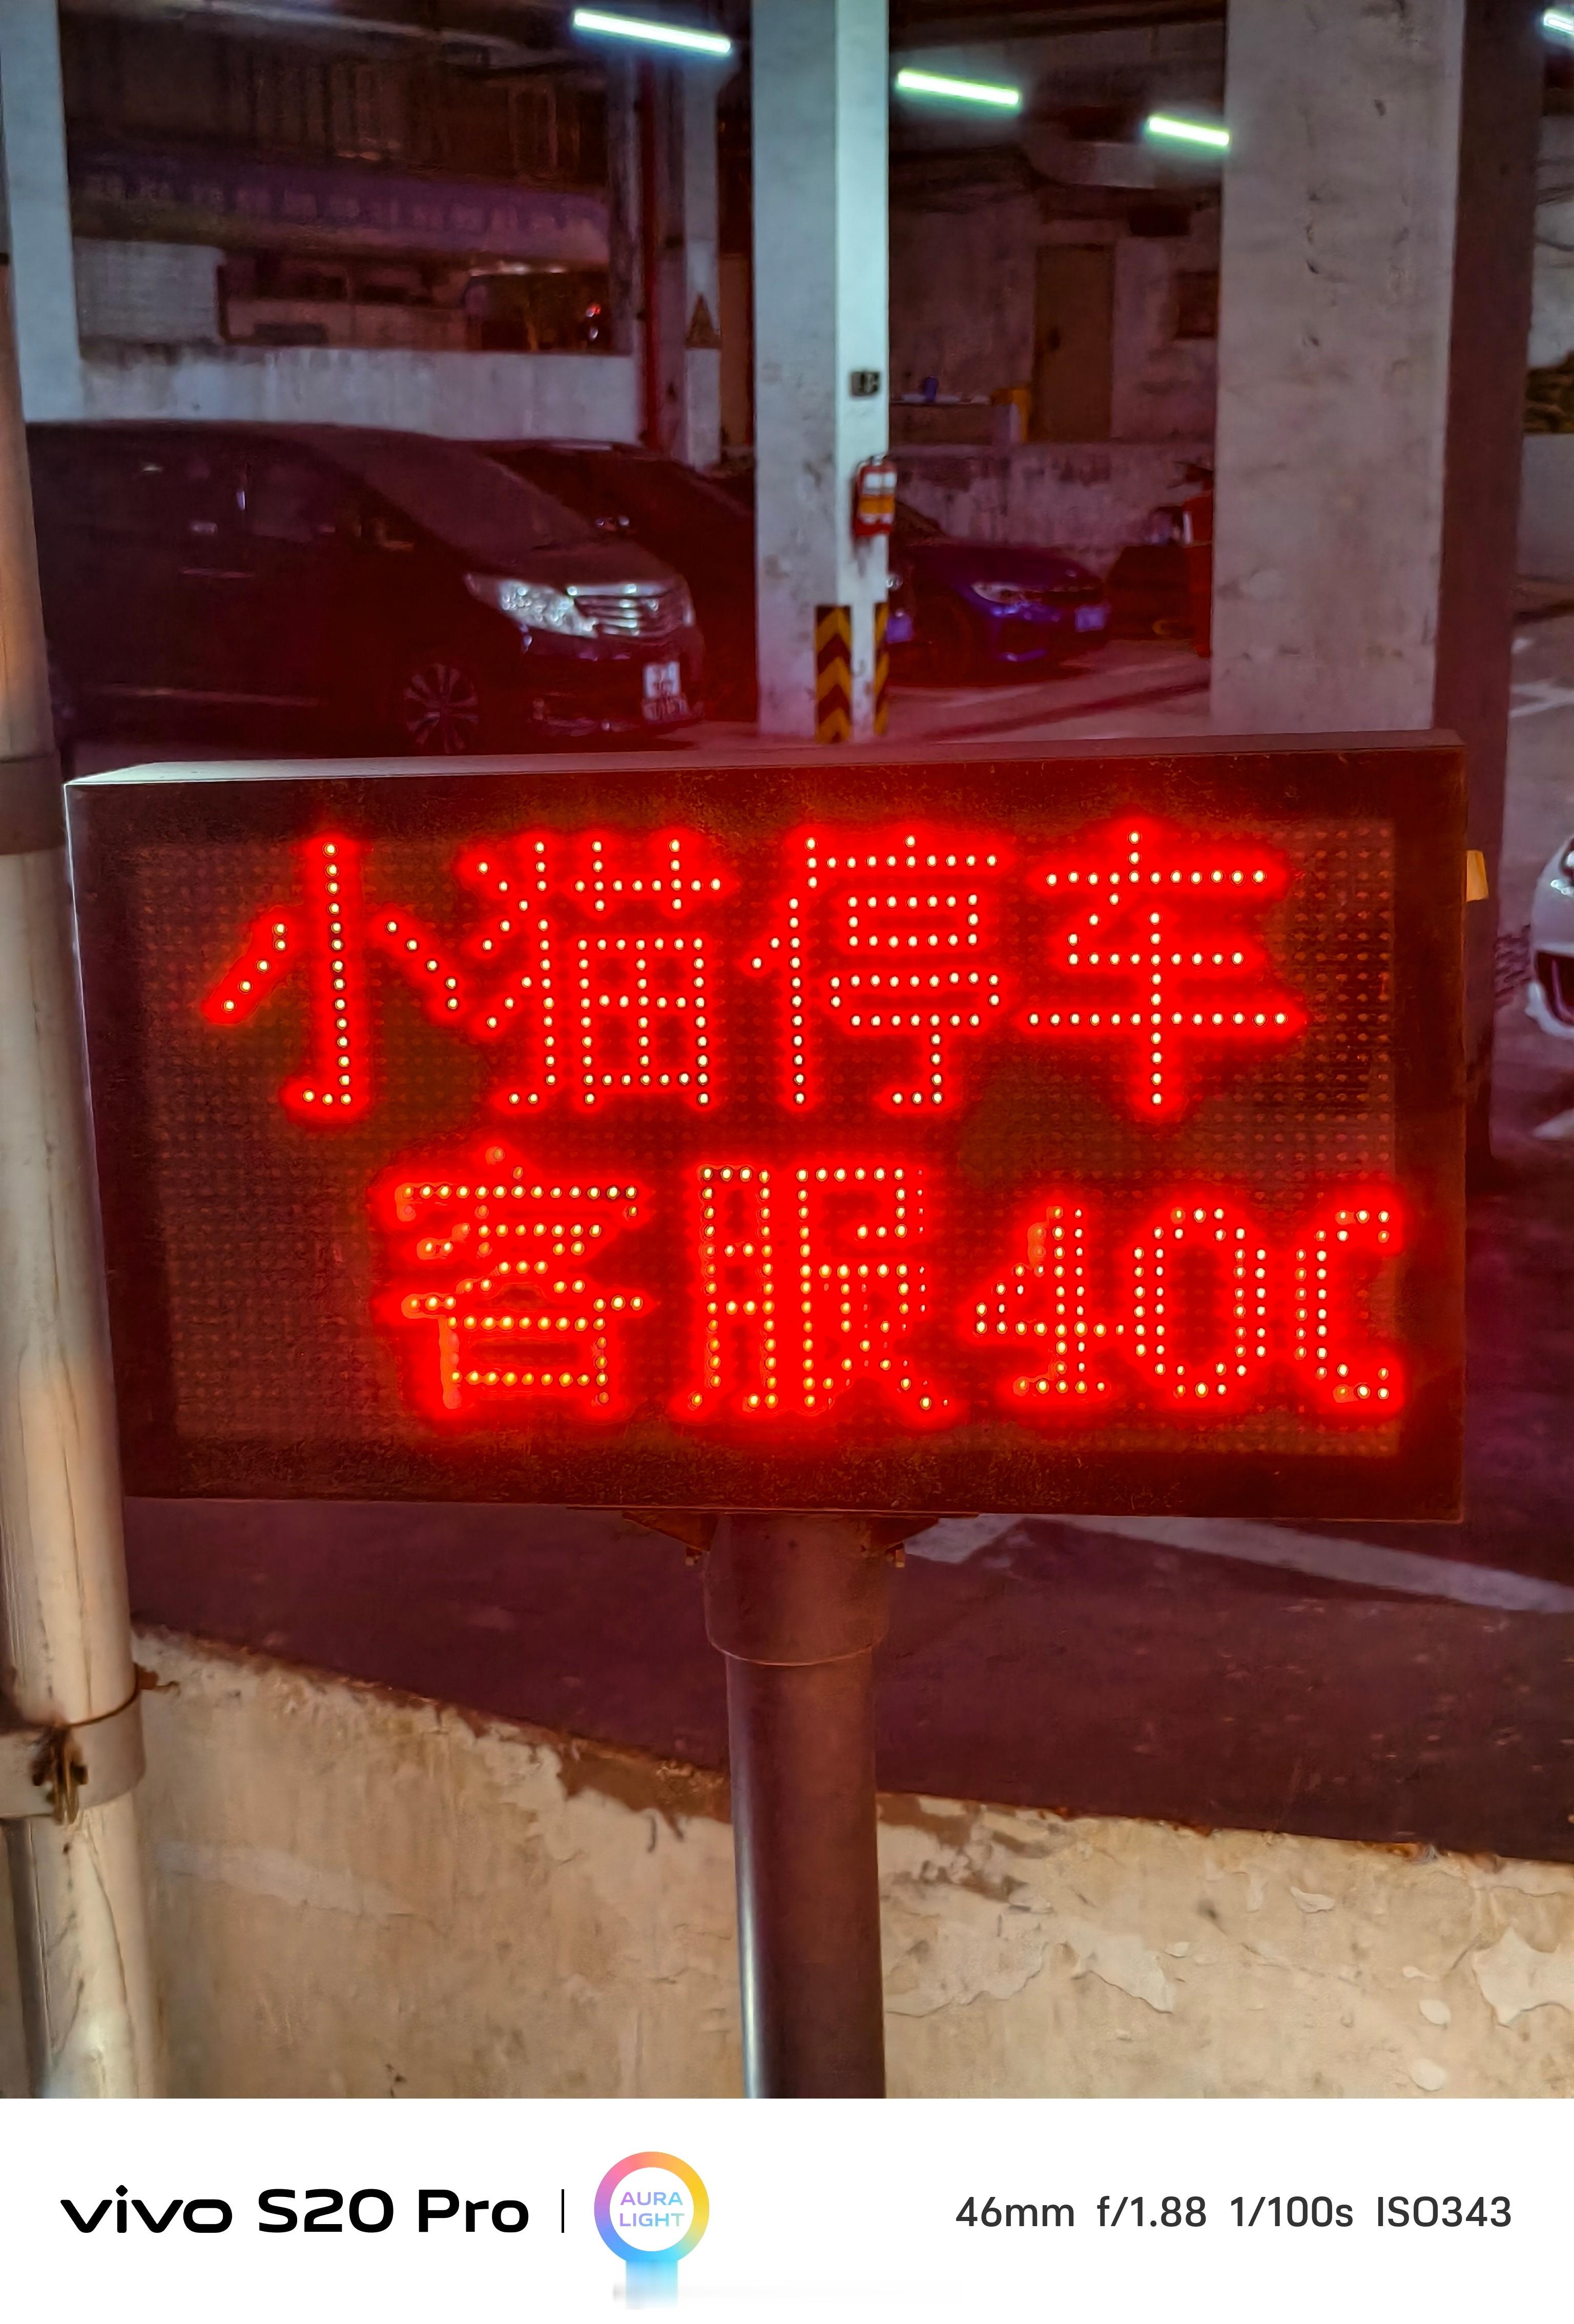 小猫停车
客服40
vivo S20 Pro
AURA
LIGHT
46mm f/1.88 1/100s ISO343